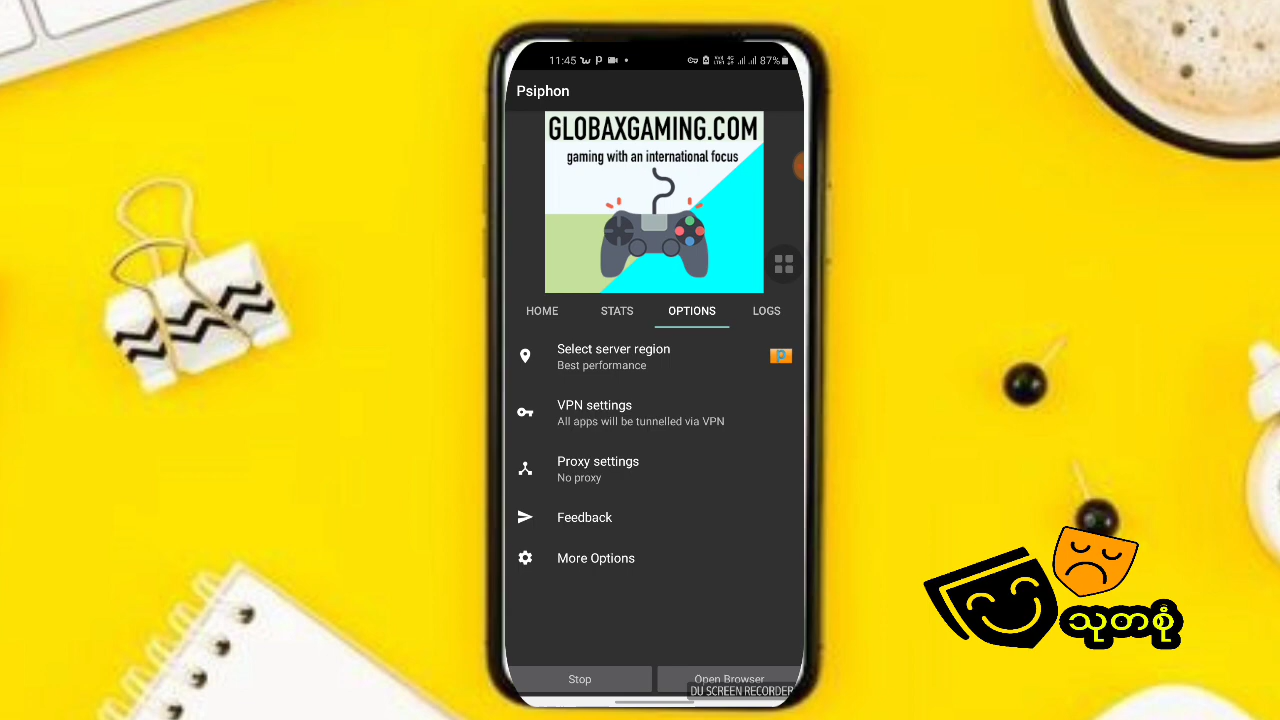 11:45
87%
Psiphon
GLOBAXGAMING.COM
gaming with an international focus
HOME STATS OPTIONS LOGS
Select server region
P
Best performance
VPN settings
All apps will be tunnelled via VPN
Proxy settings
No proxy
Feedback
More Options
Stop
Open Browser
DU SCREEN RECORDER
သုတစုံ